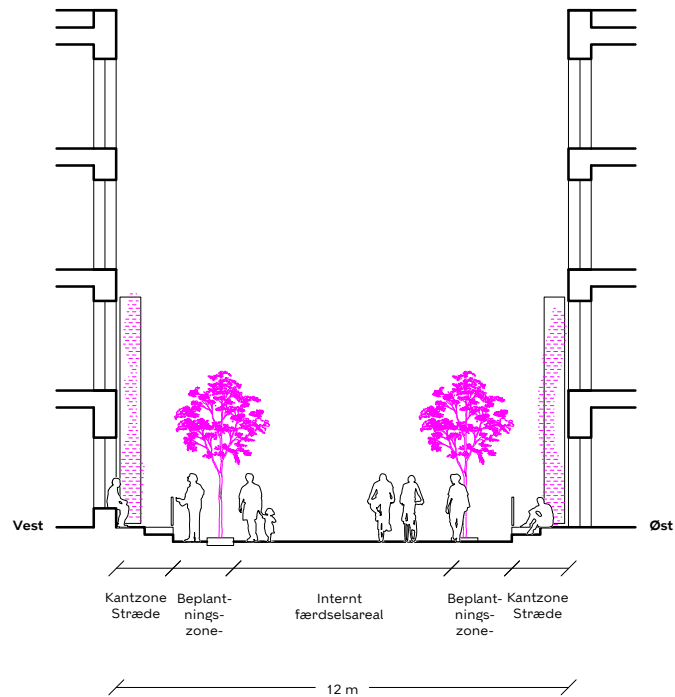 Vest
Øst
Kantzone
Stræde
Beplant-
nings-
zone-
Internt
færdselsareal
Beplant-
nings-
zone-
Kantzone
Stræde
12 m